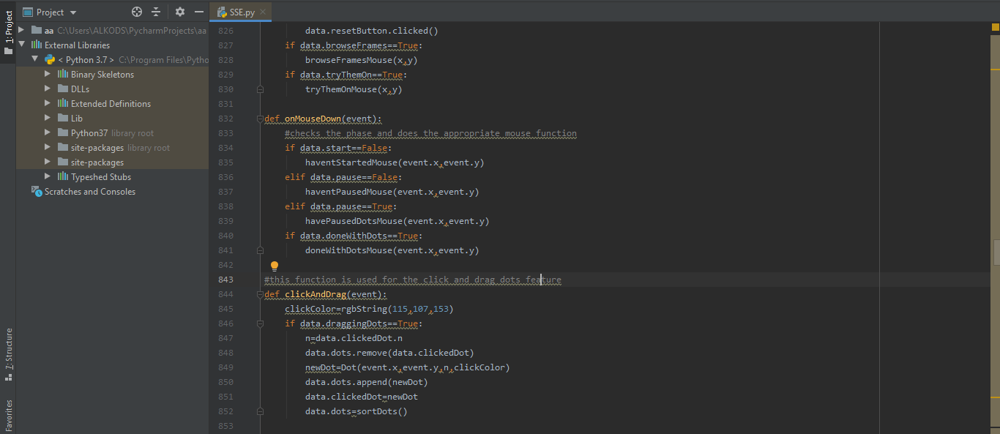 1: Project
7: Structure
Favorites
Project
aa C:\Users\ALKODS\PycharmProjects\aa
External Libraries
< Python 3.7 > C:\Program Files\Pytho
Binary Skeletons
DLLs
Extended Definitions
Lib
Python37 library root
site-packages library root
site-packages
Typeshed Stubs
Scratches and Consoles
SSE.py
826 data.resetButton.clicked()
827 if data.browseFrames==True:
828 browseFramesMouse(x,y)
829 if data.tryThemOn==True:
830 tryThemOnMouse(x,y)
831
832 def onMouseDown(event):
833 #checks the phase and does the appropriate mouse function
834 if data.start==False:
835 haventStartedMouse(event.x,event.y)
836 elif data.pause==False:
837 haventPausedMouse(event.x,event.y)
838 elif data.pause==True:
839 havePausedDotsMouse(event.x,event.y)
840 if data.doneWithDots==True:
841 doneWithDotsMouse(event.x,event.y)
842
843 #this function is used for the click and drag dots feature
844 def clickAndDrag(event):
845 clickColor=rgbString(115,107,153)
846 if data.draggingDots==True:
847 n=data.clickedDot.n
848 data.dots.remove(data.clickedDot)
849 newDot=Dot(event.x,event.y,n,clickColor)
850 data.dots.append(newDot)
851 data.clickedDot=newDot
852 data.dots=sortDots()
853